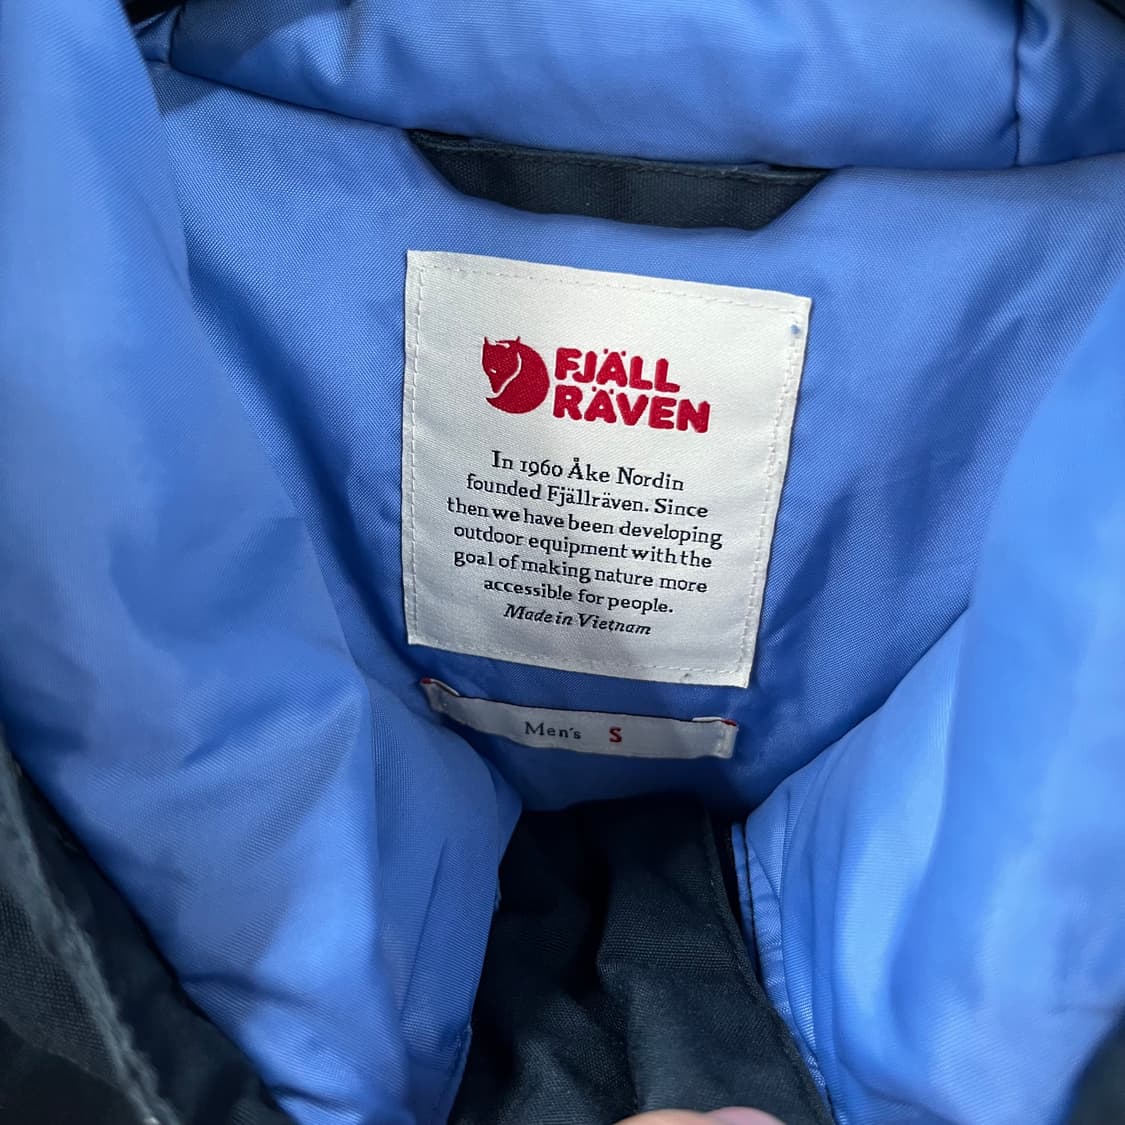 FJÄLL
RÄVEN
In 1960 Åke Nordin
founded Fjällräven. Since
then we have been developing
outdoor equipment with the
goal of making nature more
accessible for people.
Made in Vietnam
Men's S